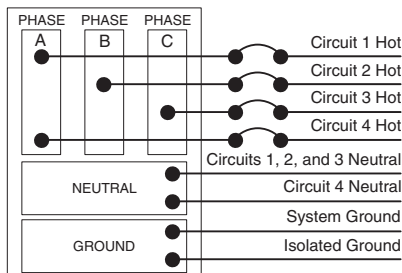 PHASE PHASE PHASE
A B C
Circuit 1 Hot
Circuit 2 Hot
Circuit 3 Hot
Circuit 4 Hot
Circuits 1, 2, and 3 Neutral
NEUTRAL
Circuit 4 Neutral
System Ground
GROUND
Isolated Ground